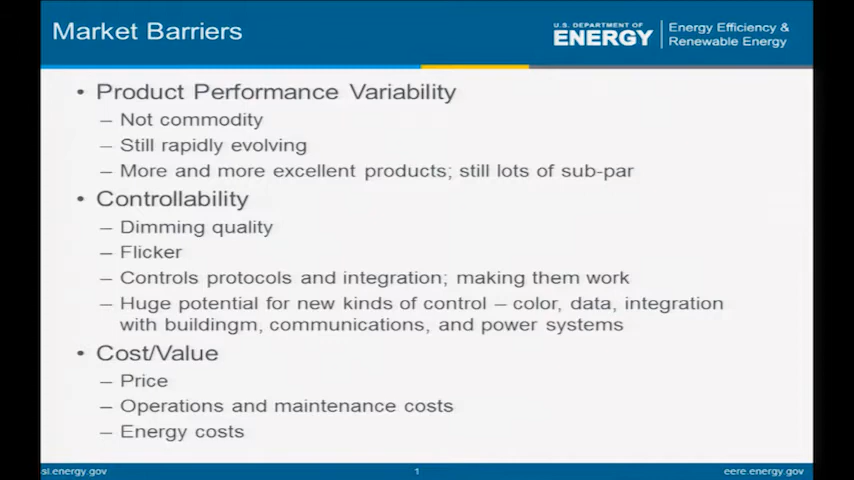 Market Barriers
U.S. DEPARTMENT OF
ENERGY
Energy Efficiency &
Renewable Energy
• Product Performance Variability
– Not commodity
– Still rapidly evolving
– More and more excellent products; still lots of sub-par
• Controllability
– Dimming quality
– Flicker
– Controls protocols and integration; making them work
– Huge potential for new kinds of control – color, data, integration
with buildingm, communications, and power systems
• Cost/Value
– Price
– Operations and maintenance costs
– Energy costs
sl.energy.gov
1
eere.energy.gov